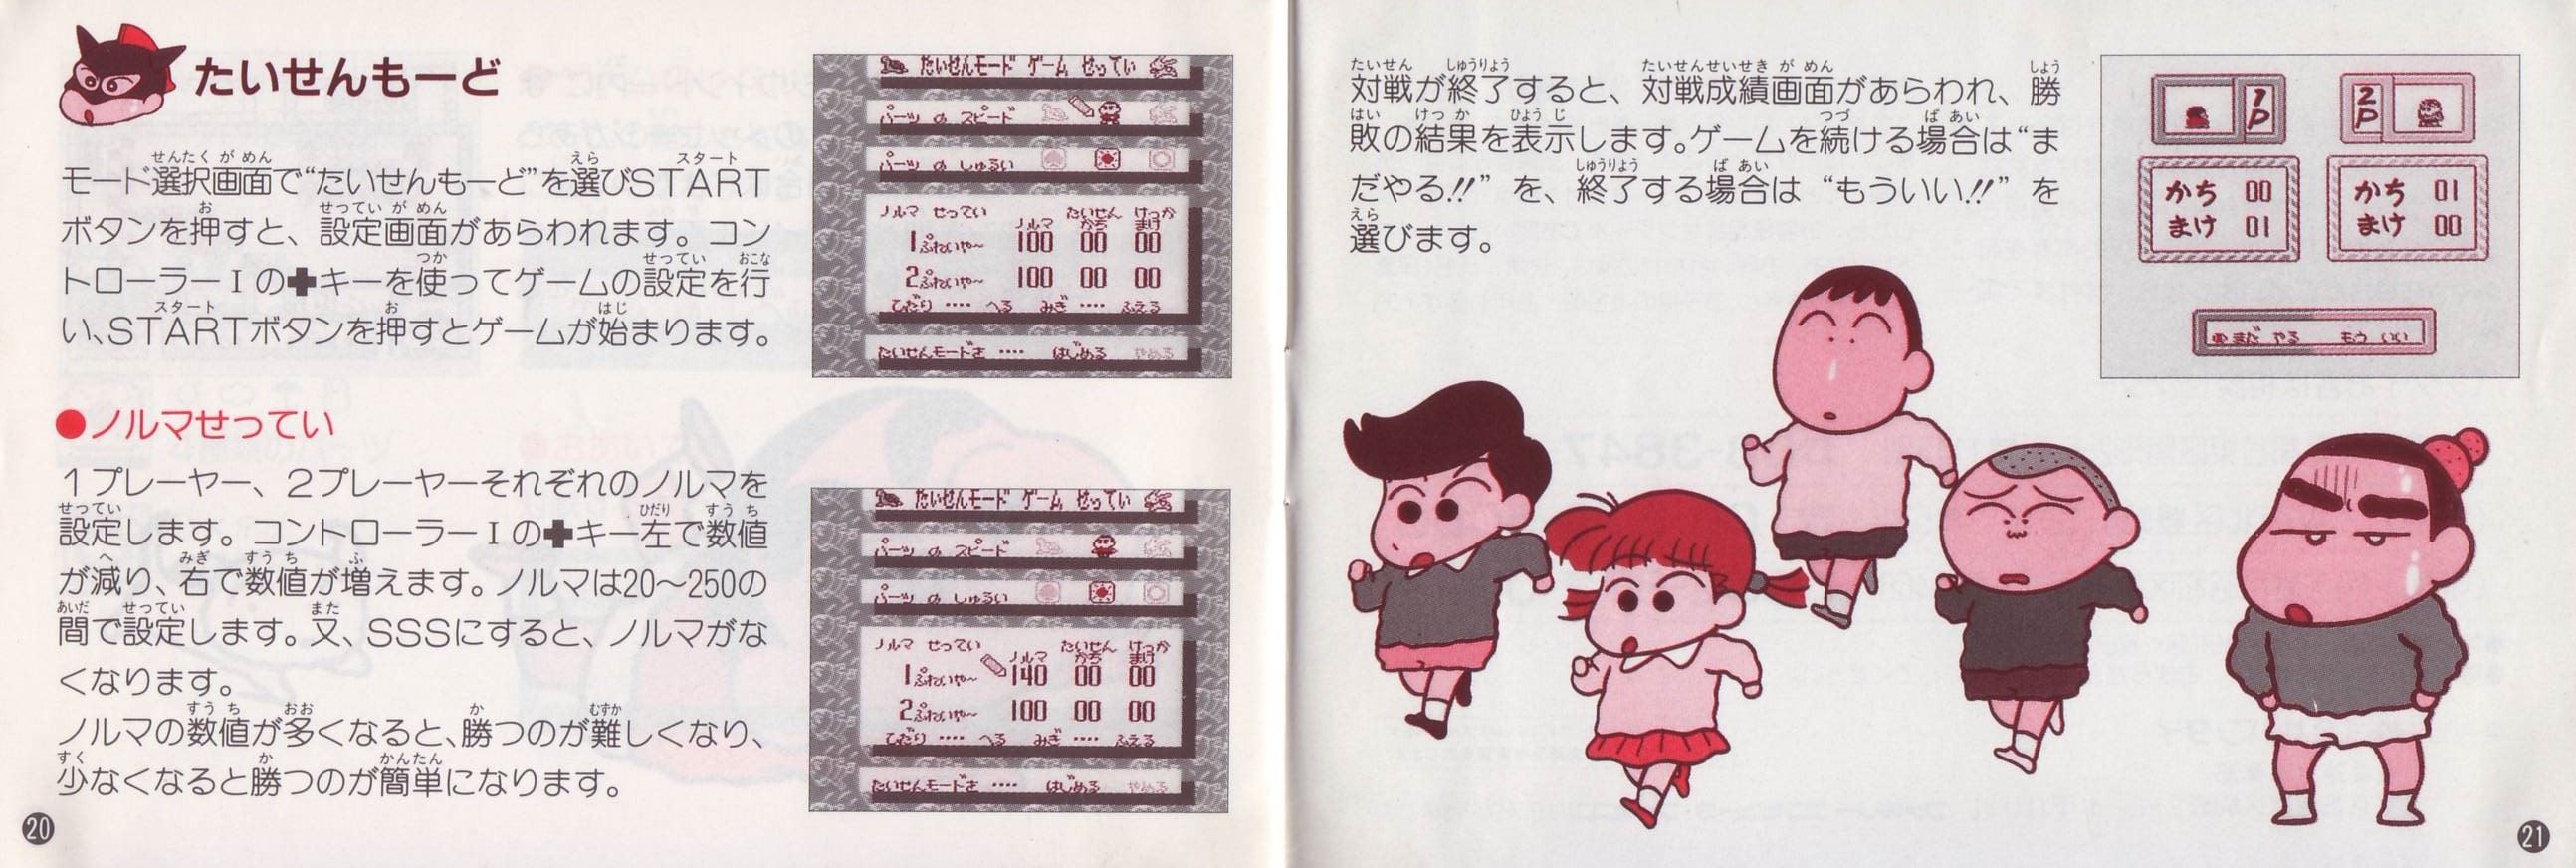 たいせんもーど
モード選択画面で“たいせんもーど”を選びSTART
ボタンを押すと、設定画面があらわれます。コン
トローラーIの✚キーを使ってゲームの設定を行
い、STARTボタンを押すとゲームが始まります。
●ノルマせってい
1プレーヤー、2プレーヤーそれぞれのノルマを
設定します。コントローラーIの✚キー左で数値
が減り、右で数値が増えます。ノルマは20〜250の
間で設定します。又、SSSにすると、ノルマがな
くなります。
ノルマの数値が多くなると、勝つのが難しくなり、
少なくなると勝つのが簡単になります。
20
たいせんモード ゲーム せってい
パーツ の スピード
パーツ の しゅるい
ノルマ せってい
たいせん けっか
ノルマ かち まけ
1ぷれいや〜 100 00 00
2ぷれいや〜 100 00 00
ひだり ‥‥ へる みぎ ‥‥ ふえる
たいせんモードを ‥‥ はじめる やめる
たいせんモード ゲーム せってい
パーツ の スピード
パーツ の しゅるい
ノルマ せってい
たいせん けっか
ノルマ かち まけ
1ぷれいや〜 140 00 00
2ぷれいや〜 100 00 00
ひだり ‥‥ へる みぎ ‥‥ ふえる
たいせんモードを ‥‥ はじめる やめる
対戦が終了すると、対戦成績画面があらわれ、勝
敗の結果を表示します。ゲームを続ける場合は“ま
だやる!!” を、終了する場合は “もういい!!” を
選びます。
1P 2P
かち 00 かち 01
まけ 01 まけ 00
まだ やる もう いい
21